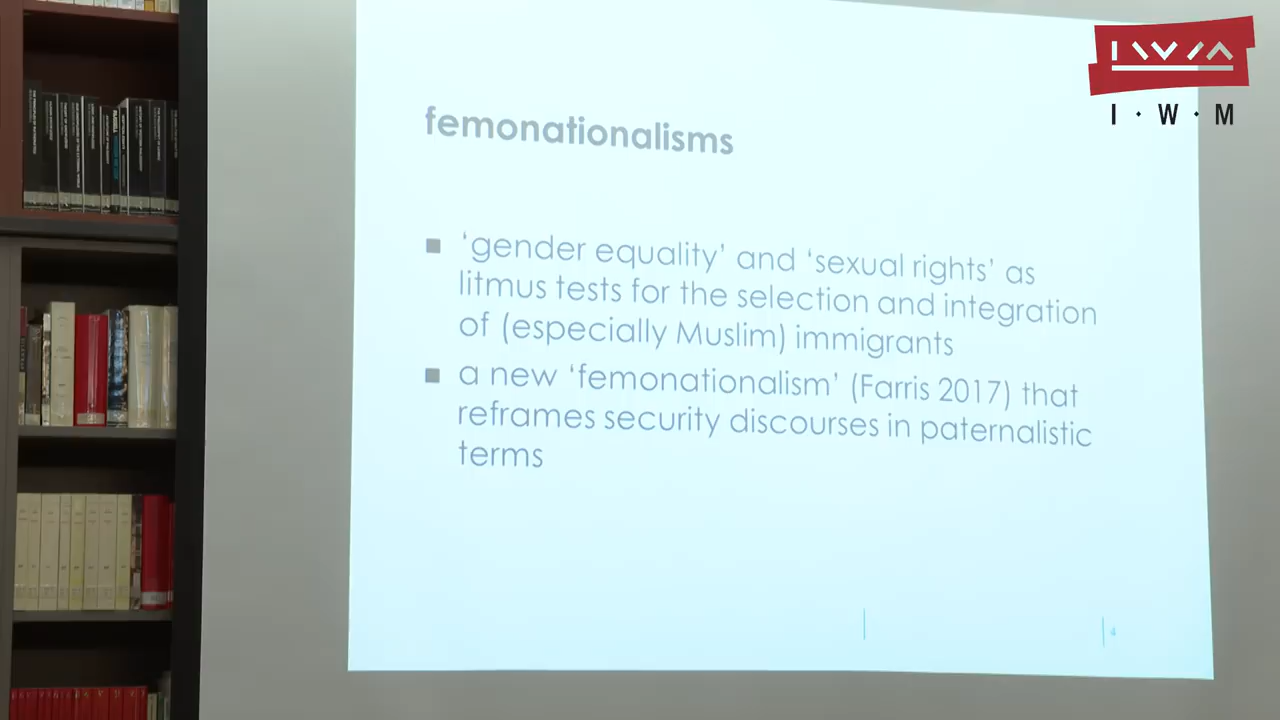 I W M
I · W · M
femonationalisms
‘gender equality’ and ‘sexual rights’ as
litmus tests for the selection and integration
of (especially Muslim) immigrants
a new ‘femonationalism’ (Farris 2017) that
reframes security discourses in paternalistic
terms
4